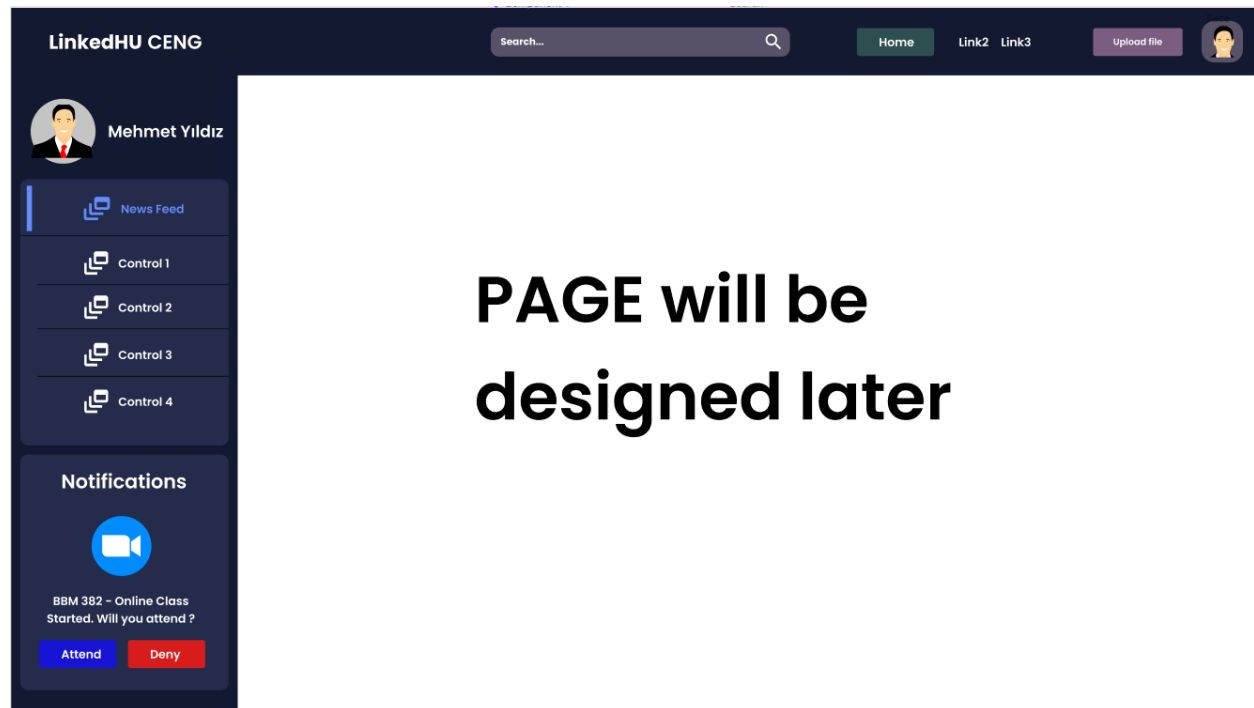 LinkedHU CENG
Search...
Home
Link2 Link3
Upload file
Mehmet Yıldız
News Feed
Control 1
Control 2
Control 3
Control 4
Notifications
BBM 382 - Online Class
Started. Will you attend ?
Attend
Deny
PAGE will be
designed later